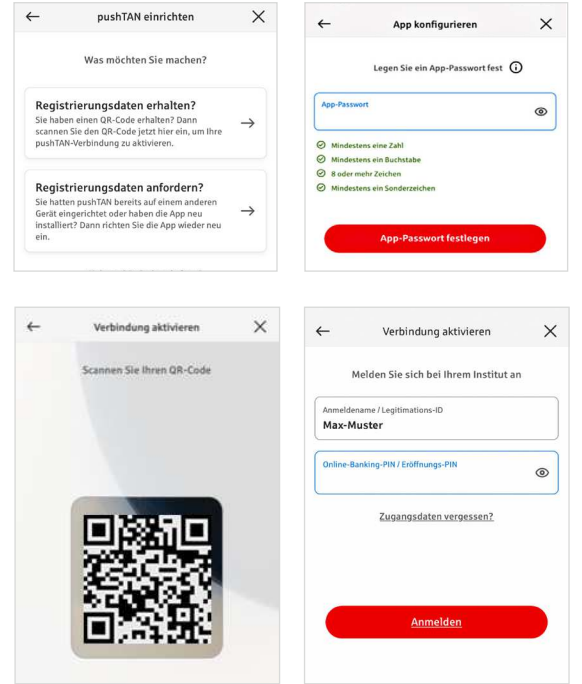 pushTAN einrichten
Was möchten Sie machen?
Registrierungsdaten erhalten?
Sie haben einen QR-Code erhalten? Dann
scannen Sie den QR-Code jetzt hier ein, um Ihre
pushTAN-Verbindung zu aktivieren.
Registrierungsdaten anfordern?
Sie hatten pushTAN bereits auf einem anderen
Gerät eingerichtet oder haben die App neu
installiert? Dann richten Sie die App wieder neu
ein.
App konfigurieren
Legen Sie ein App-Passwort fest
App-Passwort
Mindestens eine Zahl
Mindestens ein Buchstabe
8 oder mehr Zeichen
Mindestens ein Sonderzeichen
App-Passwort festlegen
Verbindung aktivieren
Scannen Sie Ihren QR-Code
Verbindung aktivieren
Melden Sie sich bei Ihrem Institut an
Anmeldename / Legitimations-ID
Max-Muster
Online-Banking-PIN / Eröffnungs-PIN
Zugangsdaten vergessen?
Anmelden